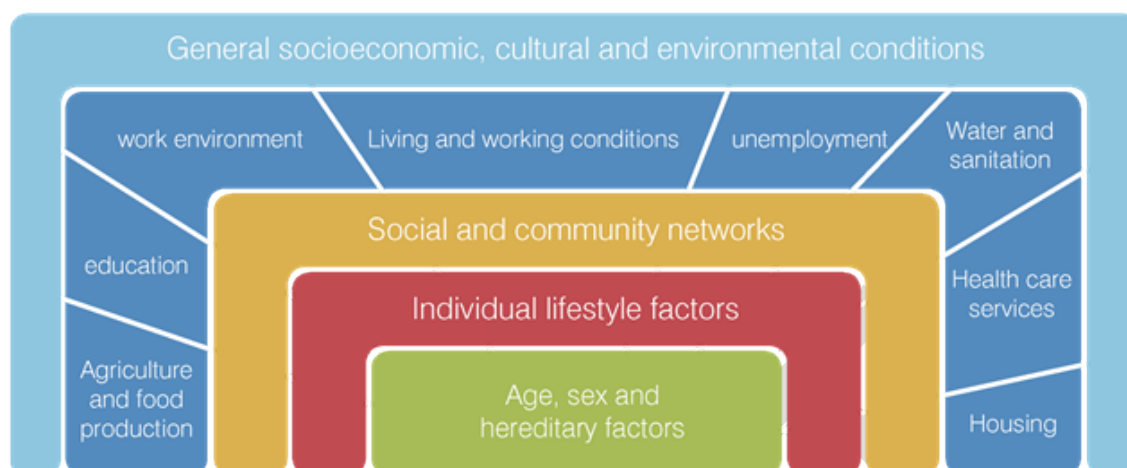 General socioeconomic, cultural and environmental conditions
work environment
Living and working conditions
unemployment
Water and
sanitation
education
Agriculture
and food
production
Social and community networks
Individual lifestyle factors
Age, sex and
hereditary factors
Health care
services
Housing